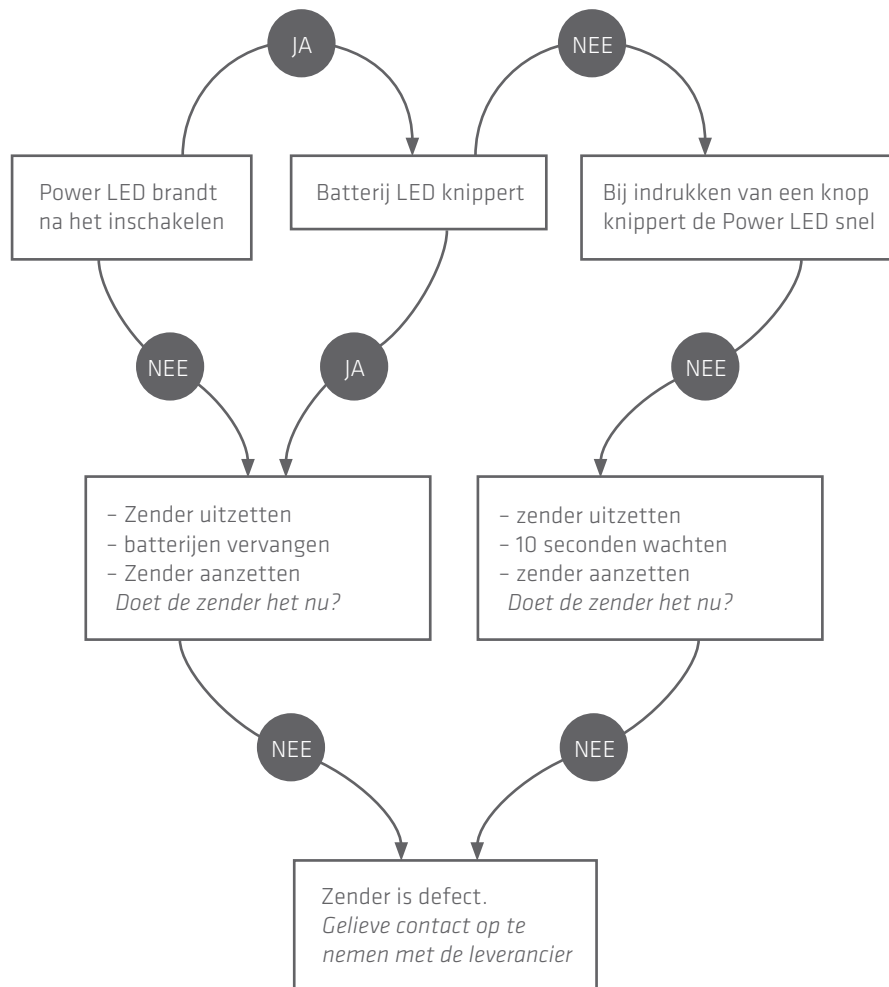 JA
NEE
Power LED brandt
na het inschakelen
Batterij LED knippert
Bij indrukken van een knop
knippert de Power LED snel
NEE
JA
NEE
– Zender uitzetten
– batterijen vervangen
– Zender aanzetten
Doet de zender het nu?
– zender uitzetten
– 10 seconden wachten
– zender aanzetten
Doet de zender het nu?
NEE
NEE
Zender is defect.
Gelieve contact op te
nemen met de leverancier